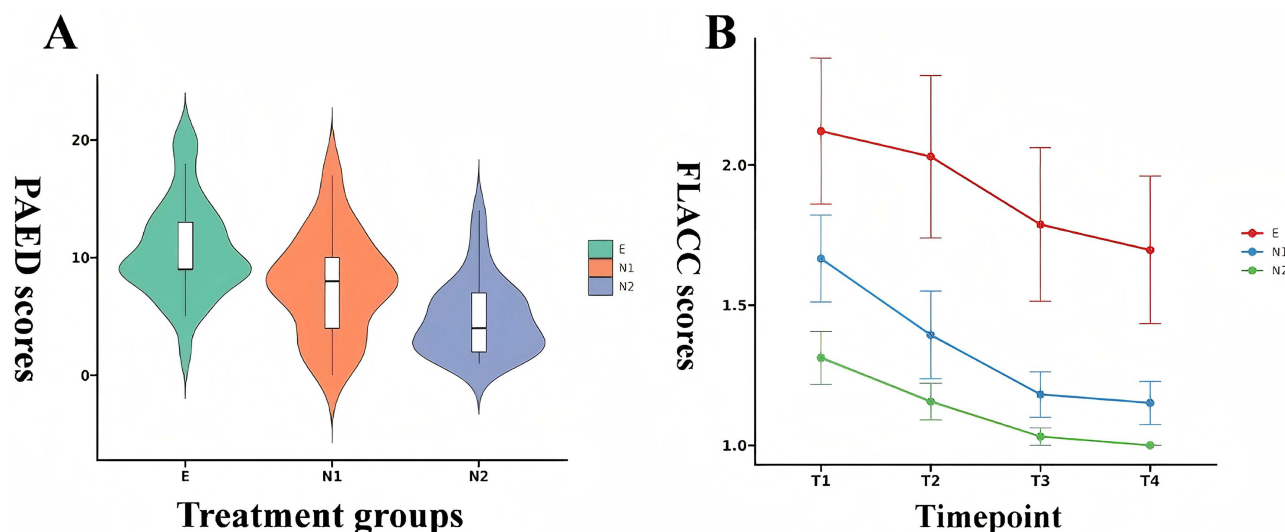 A
PAED scores
20
10
0
E
N1
N2
Treatment groups
E
N1
N2
B
FLACC scores
2.0
1.5
1.0
T1
T2
T3
T4
Timepoint
E
N1
N2